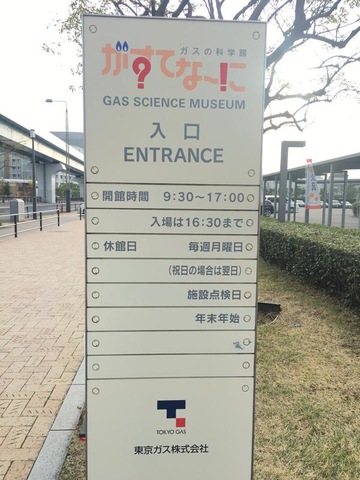 ガスの科学館
がすてな〜に
GAS SCIENCE MUSEUM
入口
ENTRANCE
開館時間 9:30〜17:00
入場は16:30まで
休館日 毎週月曜日
(祝日の場合は翌日)
施設点検日
年末年始
TOKYO GAS
東京ガス株式会社